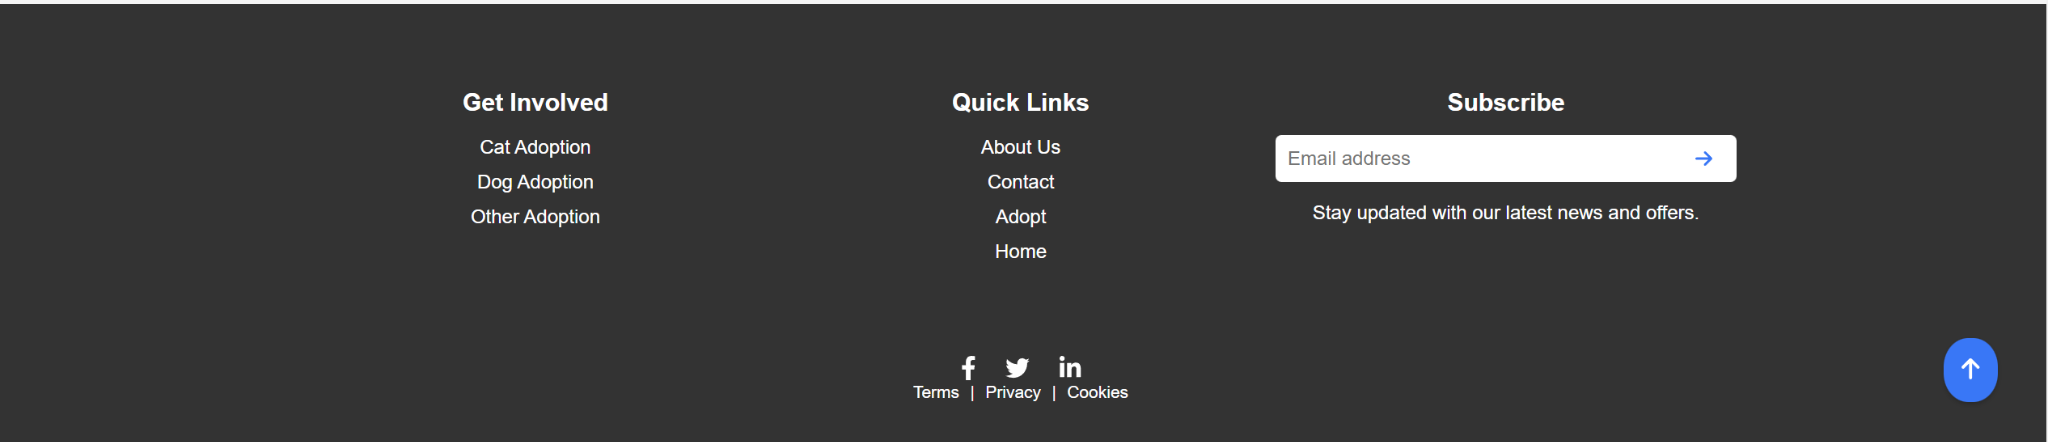 Get Involved
Cat Adoption
Dog Adoption
Other Adoption
Quick Links
About Us
Contact
Adopt
Home
Subscribe
Email address
Stay updated with our latest news and offers.
Terms | Privacy | Cookies